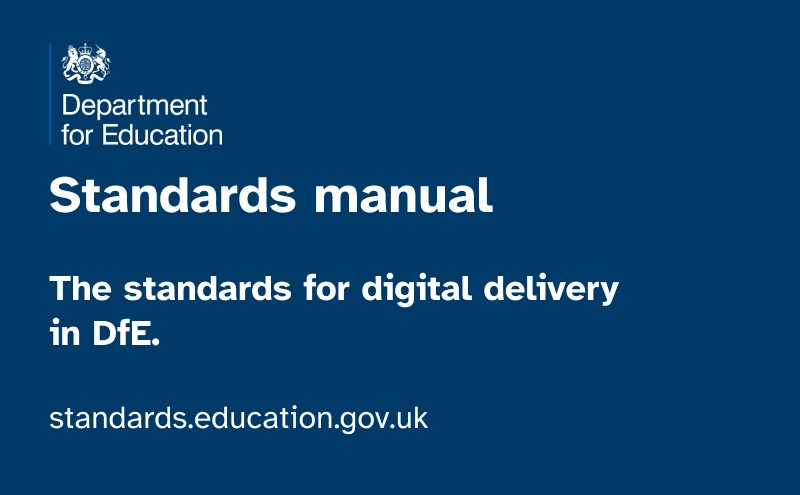 Department
for Education
Standards manual
The standards for digital delivery
in DfE.
standards.education.gov.uk